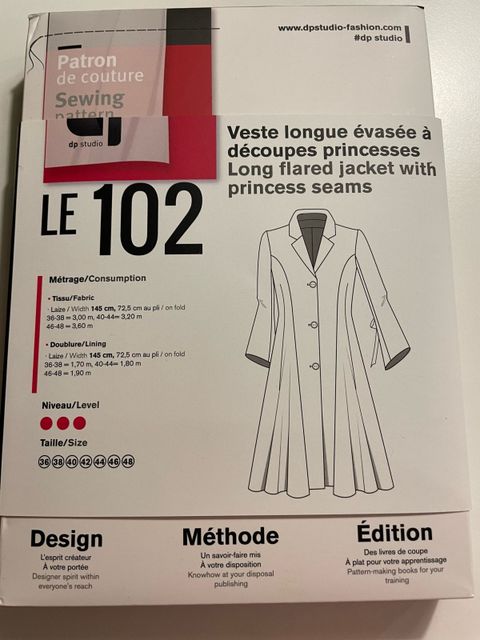 www.dpstudio-fashion.com
#dp studio
Patron
de couture
Sewing
pattern
dp studio
Veste longue évasée à
découpes princesses
Long flared jacket with
princess seams
LE 102
Métrage/Consumption
• Tissu/Fabric
- Laize / Width 145 cm, 72,5 cm au pli / on fold
36-38 = 3,00 m, 40-44= 3,20 m
46-48 = 3,60 m
• Doublure/Lining
- Laize / Width 145 cm, 72,5 cm au pli / on fold
36-38 = 1,70 m, 40-44= 1,80 m
46-48 = 1,90 m
Niveau/Level
Taille/Size
36 38 40 42 44 46 48
Design
L'esprit créateur
À votre portée
Designer spirit within
everyone's reach
Méthode
Un savoir-faire mis
À votre disposition
Knowhow at your disposal
publishing
Édition
Des livres de coupe
À plat pour votre apprentissage
Pattern-making books for your
training